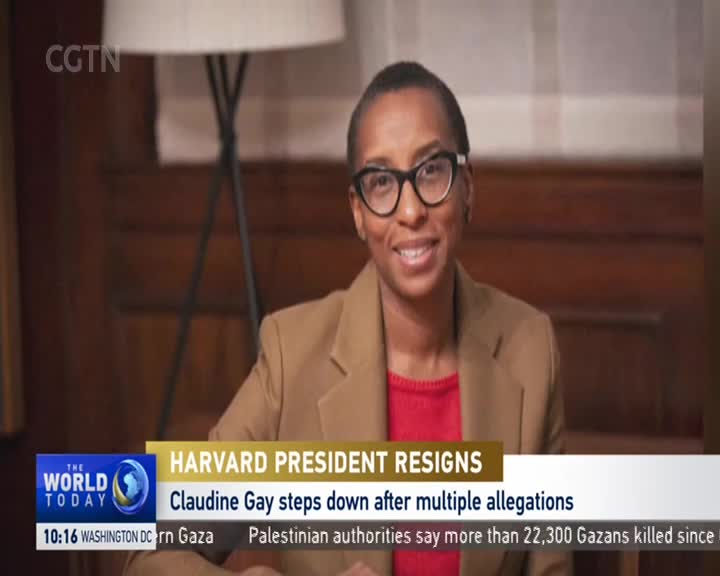 CGTN
HARVARD PRESIDENT RESIGNS
THE
WORLD
TODAY
Claudine Gay steps down after multiple allegations
10:16 WASHINGTON DC
Gaza Palestinian authorities say more than 22,300 Gazans killed since